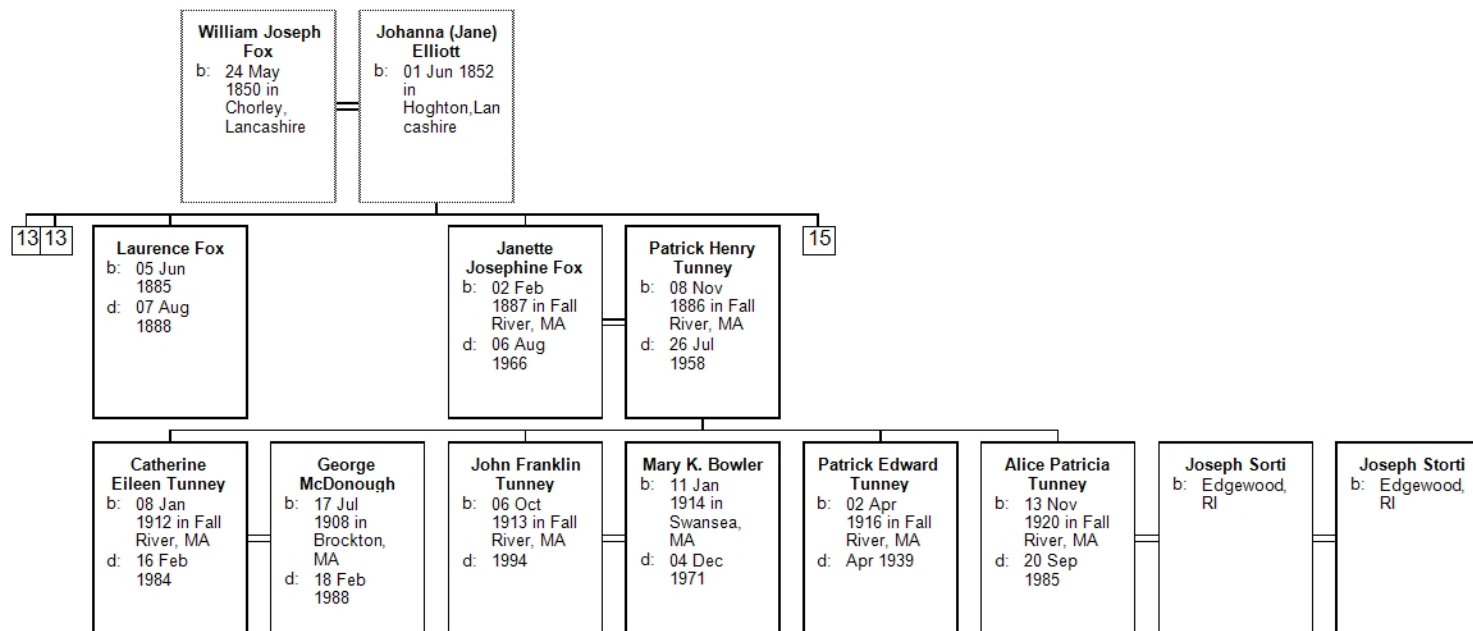 William Joseph
Fox
b: 24 May
1850 in
Chorley,
Lancashire
Johanna (Jane)
Elliott
b: 01 Jun 1852
in
Hoghton,Lan
cashire
13
13
Laurence Fox
b: 05 Jun
1885
d: 07 Aug
1888
Janette
Josephine Fox
b: 02 Feb
1887 in Fall
River, MA
d: 06 Aug
1966
Patrick Henry
Tunney
b: 08 Nov
1886 in Fall
River, MA
d: 26 Jul
1958
15
Catherine
Eileen Tunney
b: 08 Jan
1912 in Fall
River, MA
d: 16 Feb
1984
George
McDonough
b: 17 Jul
1908 in
Brockton,
MA
d: 18 Feb
1988
John Franklin
Tunney
b: 06 Oct
1913 in Fall
River, MA
d: 1994
Mary K. Bowler
b: 11 Jan
1914 in
Swansea,
MA
d: 04 Dec
1971
Patrick Edward
Tunney
b: 02 Apr
1916 in Fall
River, MA
d: Apr 1939
Alice Patricia
Tunney
b: 13 Nov
1920 in Fall
River, MA
d: 20 Sep
1985
Joseph Sorti
b: Edgewood,
RI
Joseph Storti
b: Edgewood,
RI